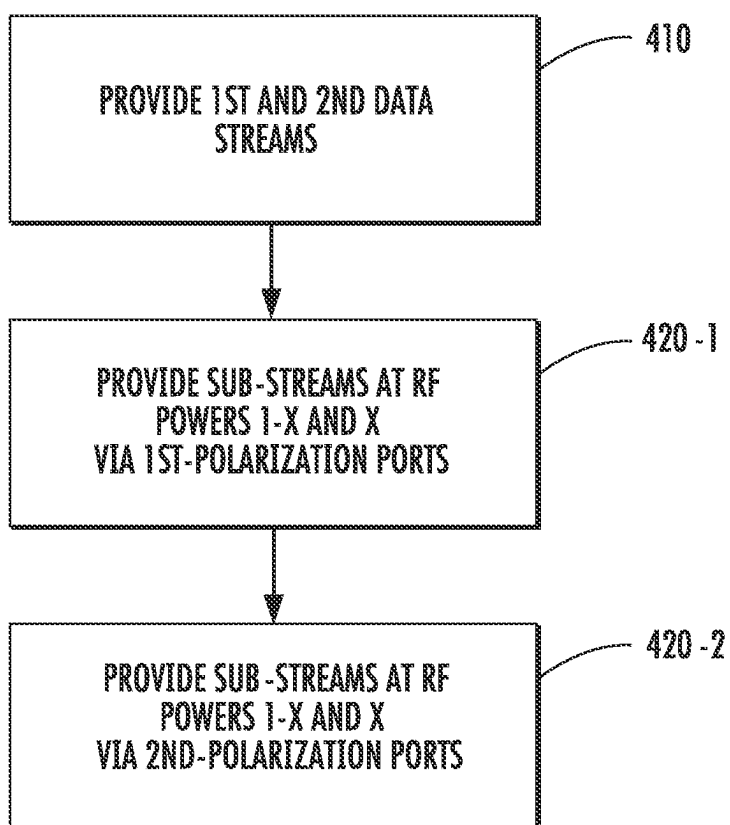 PROVIDE 1ST AND 2ND DATA
STREAMS
410
PROVIDE SUB-STREAMS AT RF
POWERS 1-X AND X
VIA 1ST-POLARIZATION PORTS
420-1
PROVIDE SUB-STREAMS AT RF
POWERS 1-X AND X
VIA 2ND-POLARIZATION PORTS
420-2